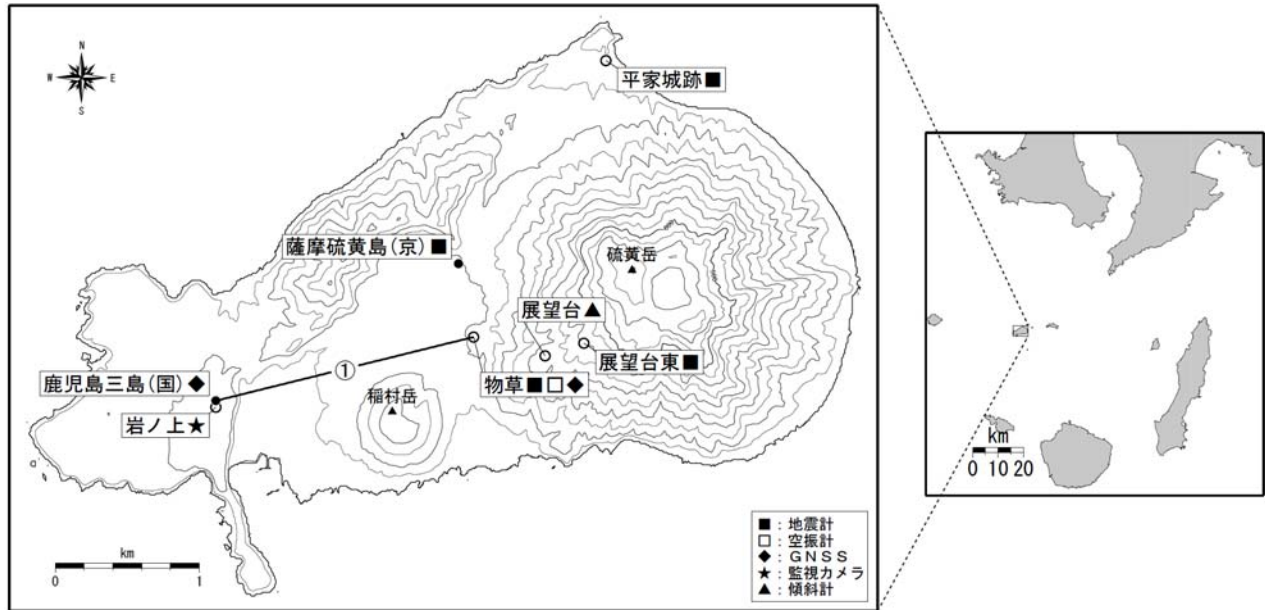 N
W E
S
平家城跡■
薩摩硫黄島(京)■
硫黄岳
展望台▲
展望台東■
①
鹿児島三島(国)◆
物草■□◆
岩ノ上★
稲村岳
km
0 1
■:地震計
□:空振計
◆:GNSS
★:監視カメラ
▲:傾斜計
km
0 10 20